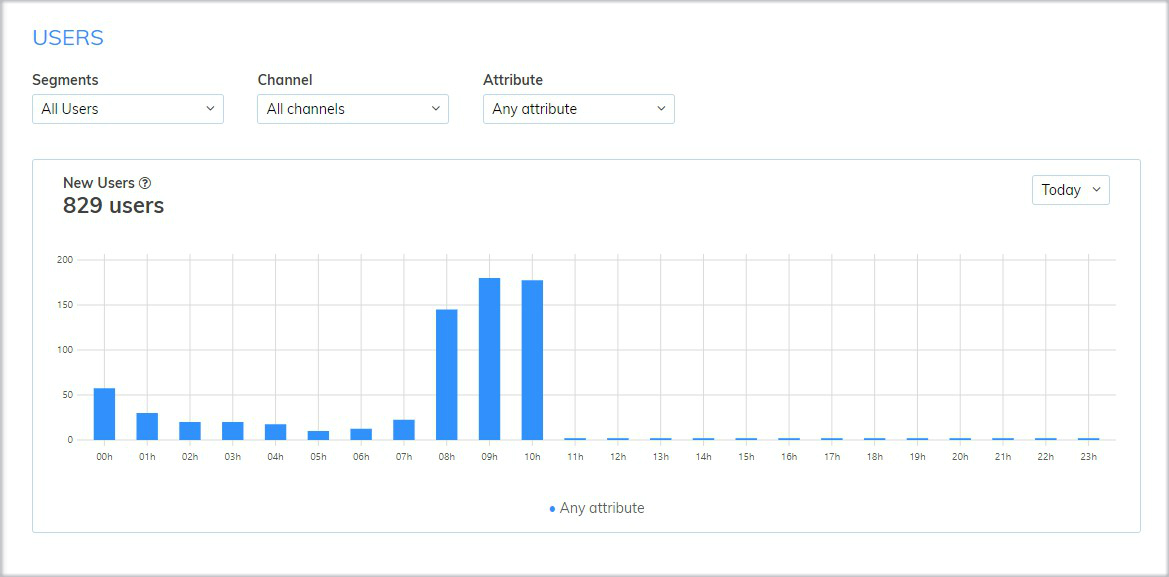 USERS
Segments Channel Attribute
All Users All channels Any attribute
New Users ?
829 users
Today
200
150
100
50
0
00h 01h 02h 03h 04h 05h 06h 07h 08h 09h 10h 11h 12h 13h 14h 15h 16h 17h 18h 19h 20h 21h 22h 23h
Any attribute